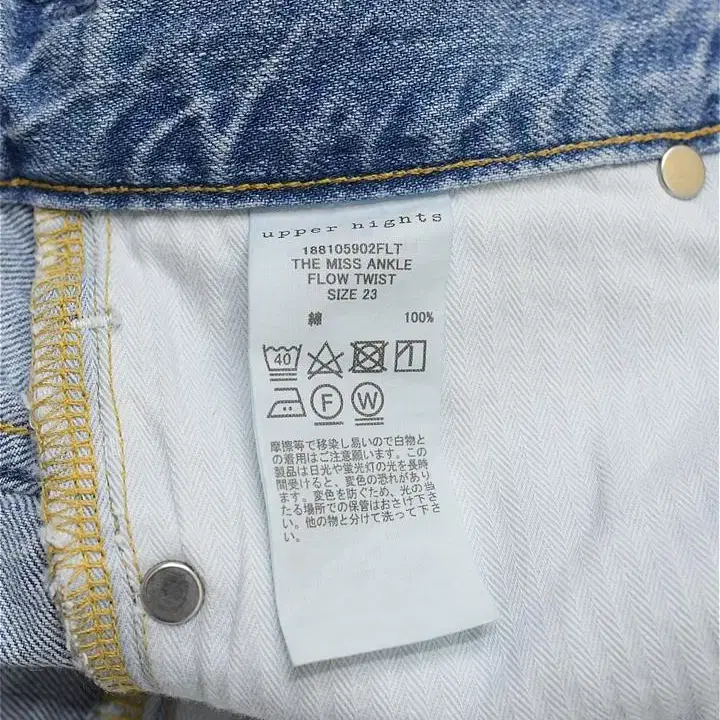 upper hights
188105902FLT
THE MISS ANKLE
FLOW TWIST
SIZE 23
綿 100%
40
F W
摩擦等で移染し易いので白物と
の着用はご注意願います。この
製品は日光や蛍光灯の光を長時
間受けると、変色の恐れがあり
ます。変色を防ぐため、光の当
たる場所での保管はおさけ下さ
い。他の物と分けて洗って下さ
い。